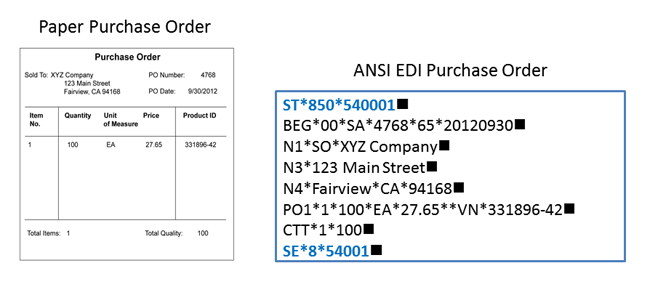 Paper Purchase Order
Purchase Order
Sold To: XYZ Company PO Number: 4768
123 Main Street
Fairview, CA 94168 PO Date: 9/30/2012
Item No. Quantity Unit of Measure Price Product ID
1 100 EA 27.65 331896-42
Total Items: 1 Total Quality: 100
ANSI EDI Purchase Order
ST*850*540001■
BEG*00*SA*4768*65*20120930■
N1*SO*XYZ Company■
N3*123 Main Street■
N4*Fairview*CA*94168■
PO1*1*100*EA*27.65**VN*331896-42■
CTT*1*100■
SE*8*54001■